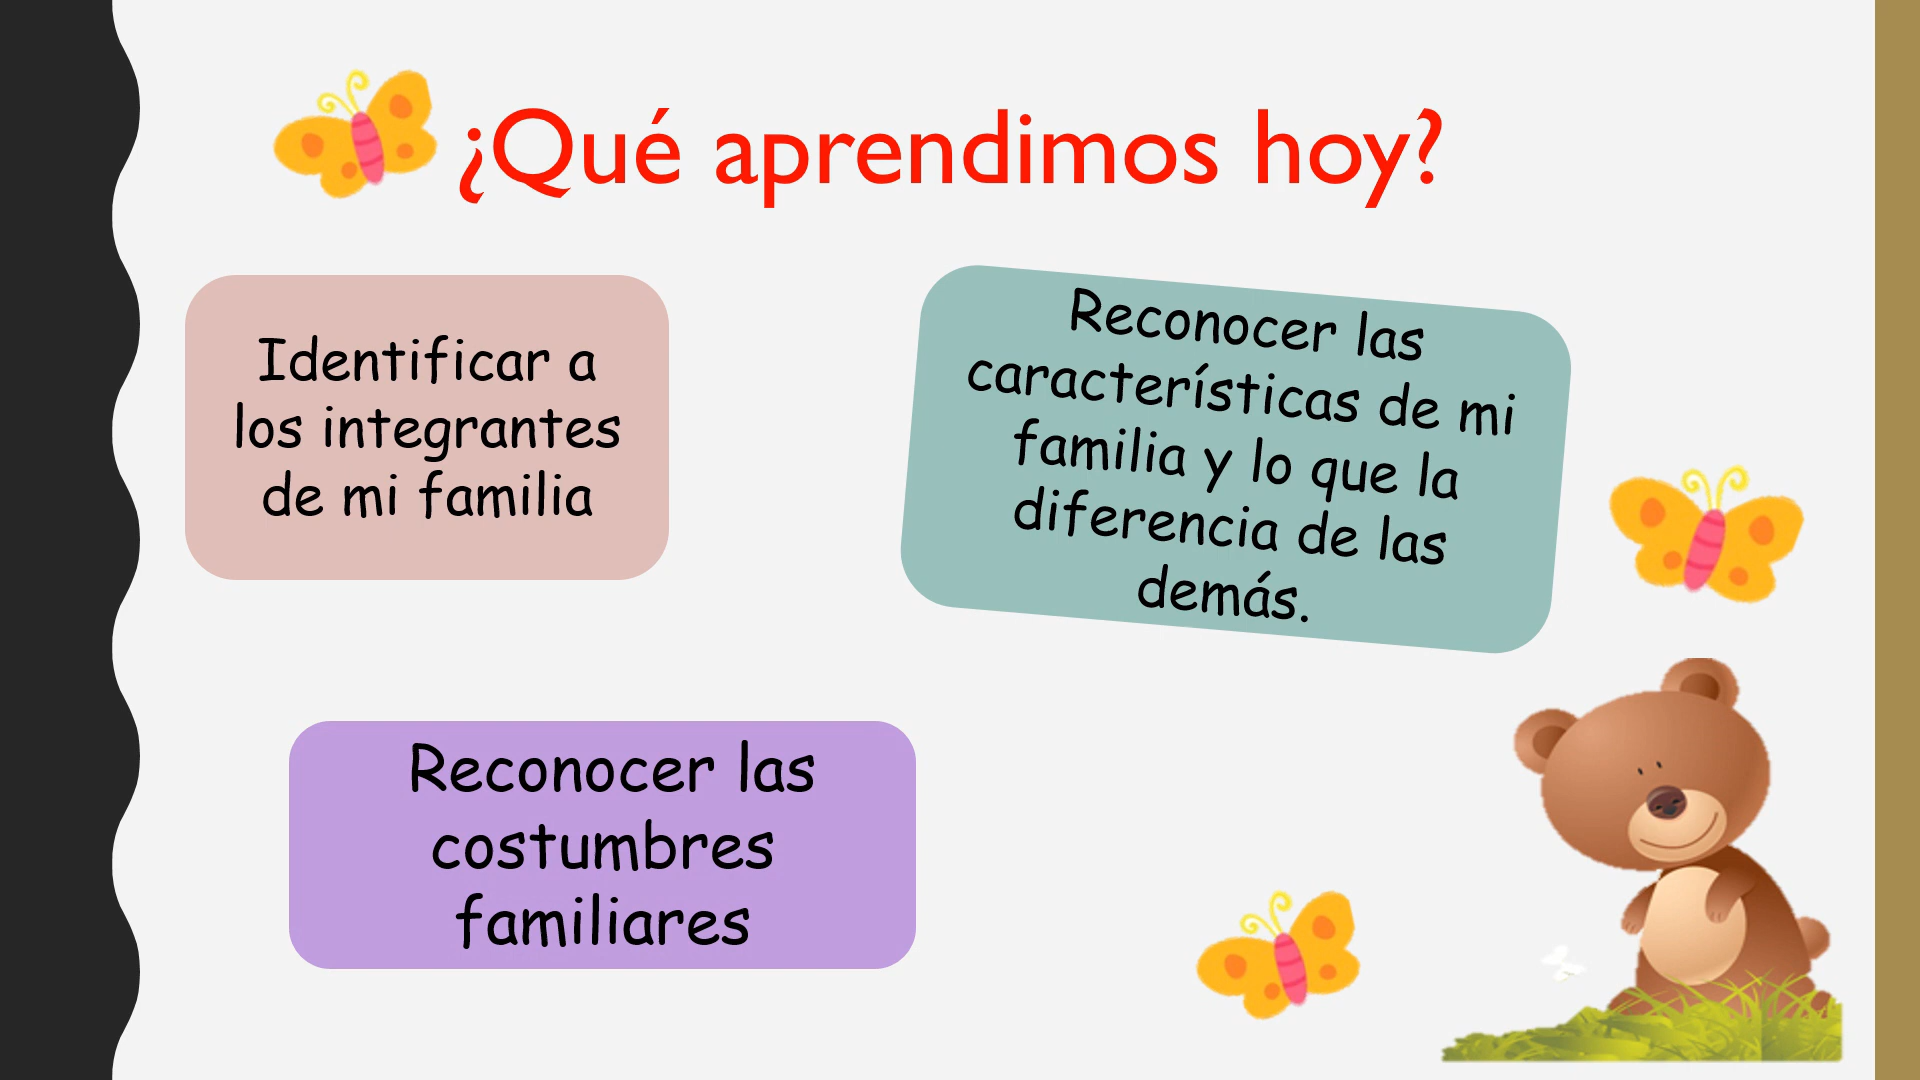 ¿Qué aprendimos hoy?
Identificar a
los integrantes
de mi familia
Reconocer las
características de mi
familia y lo que la
diferencia de las
demás.
Reconocer las
costumbres
familiares